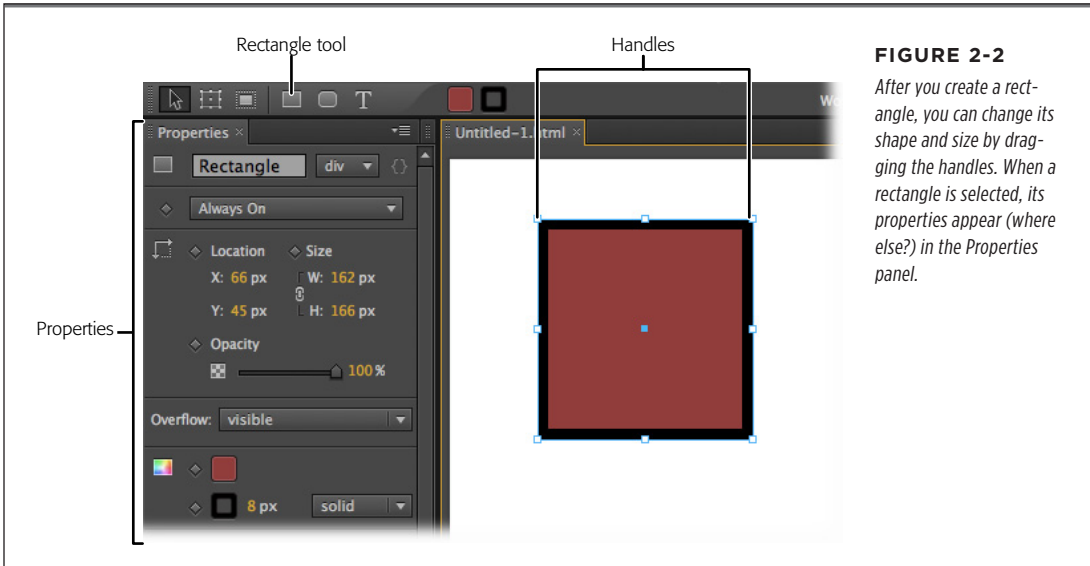 Rectangle tool
Handles
T
Properties ×
Untitled-1.html ×
Rectangle
div
{}
Always On
Location
Size
X: 66 px
W: 162 px
Y: 45 px
H: 166 px
Properties
Opacity
100%
Overflow: visible
8 px
solid
FIGURE 2-2
After you create a rect-
angle, you can change its
shape and size by drag-
ging the handles. When a
rectangle is selected, its
properties appear (where
else?) in the Properties
panel.